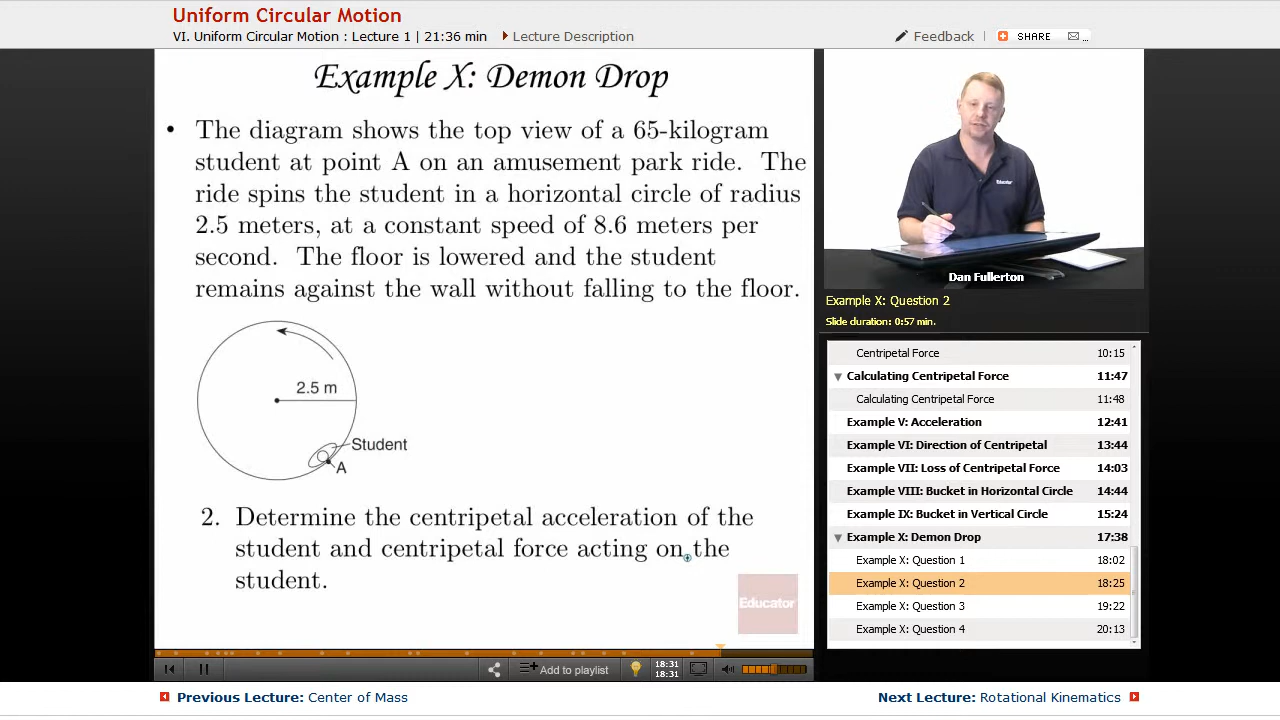 Uniform Circular Motion
VI. Uniform Circular Motion : Lecture 1 | 21:36 min
Lecture Description
Feedback
SHARE
Example X: Demon Drop
• The diagram shows the top view of a 65-kilogram
student at point A on an amusement park ride. The
ride spins the student in a horizontal circle of radius
2.5 meters, at a constant speed of 8.6 meters per
second. The floor is lowered and the student
remains against the wall without falling to the floor.
2.5 m
Student
A
2. Determine the centripetal acceleration of the
student and centripetal force acting on the
student.
Educator
Educator
Dan Fullerton
Example X: Question 2
Slide duration: 0:57 min.
Centripetal Force 10:15
Calculating Centripetal Force 11:47
Calculating Centripetal Force 11:48
Example V: Acceleration 12:41
Example VI: Direction of Centripetal 13:44
Example VII: Loss of Centripetal Force 14:03
Example VIII: Bucket in Horizontal Circle 14:44
Example IX: Bucket in Vertical Circle 15:24
Example X: Demon Drop 17:38
Example X: Question 1 18:02
Example X: Question 2 18:25
Example X: Question 3 19:22
Example X: Question 4 20:13
Add to playlist
18:31
18:31
Previous Lecture: Center of Mass
Next Lecture: Rotational Kinematics